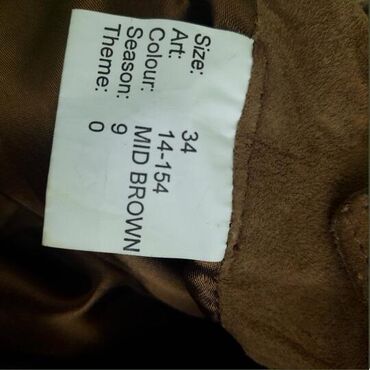 Size: 34
Art: 14-154
Colour: MID BROWN
Season: 9
Theme: 0